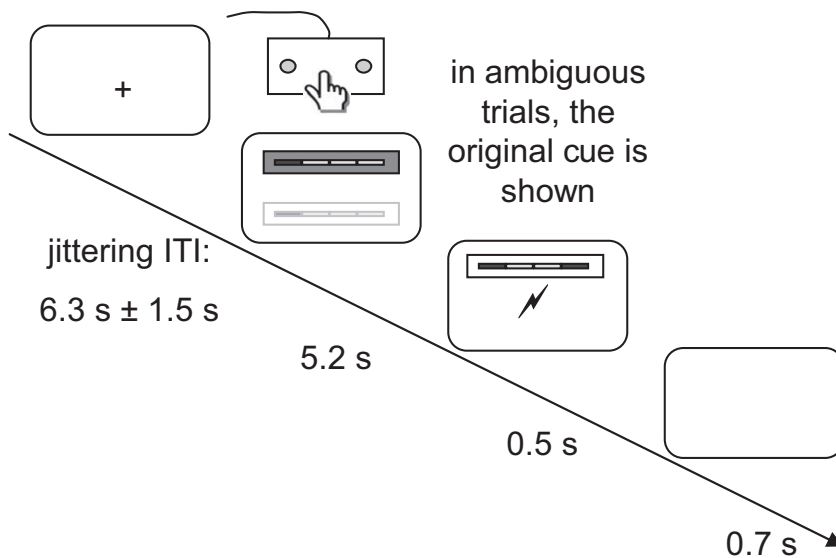 +
in ambiguous
trials, the
original cue is
shown
jittering ITI:
6.3 s ± 1.5 s
5.2 s
0.5 s
0.7 s